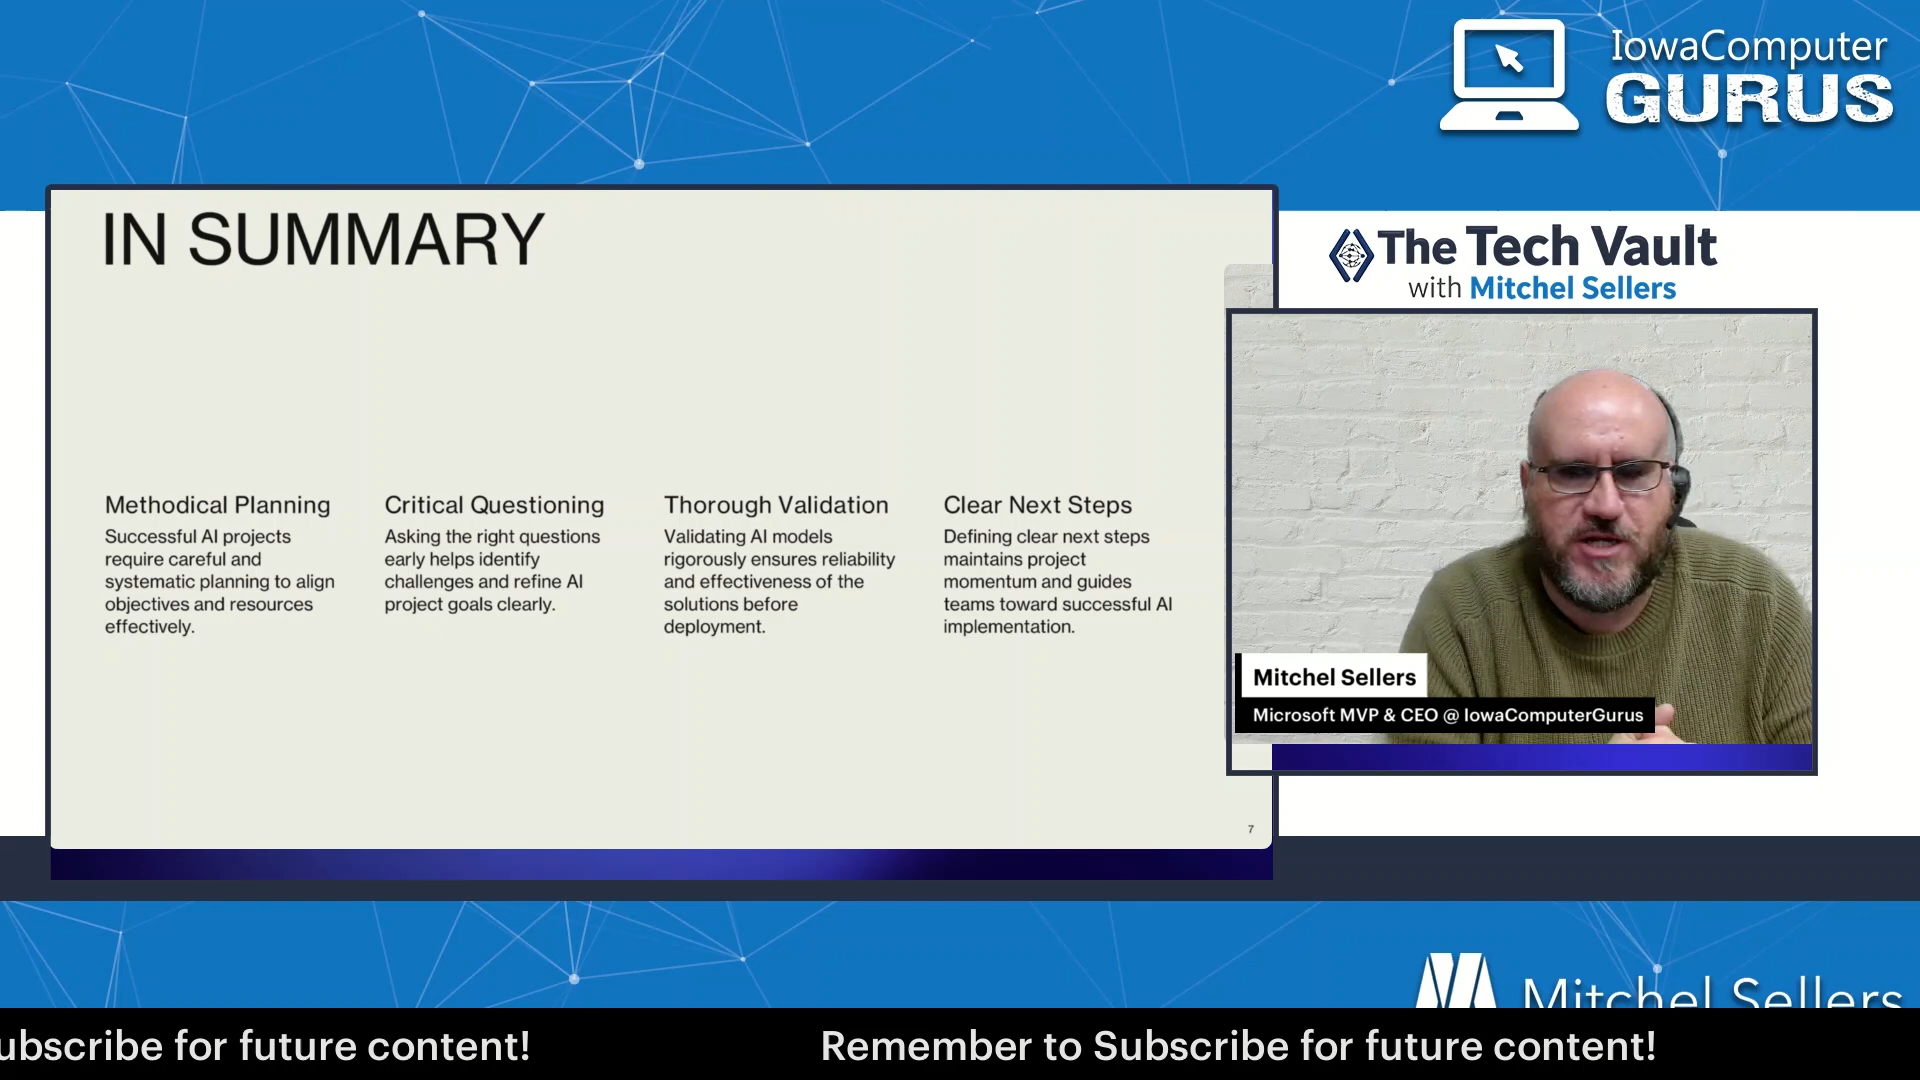 IowaComputer
GURUS
The Tech Vault
with Mitchel Sellers
IN SUMMARY
Methodical Planning
Successful AI projects
require careful and
systematic planning to align
objectives and resources
effectively.
Critical Questioning
Asking the right questions
early helps identify
challenges and refine AI
project goals clearly.
Thorough Validation
Validating AI models
rigorously ensures reliability
and effectiveness of the
solutions before
deployment.
Clear Next Steps
Defining clear next steps
maintains project
momentum and guides
teams toward successful AI
implementation.
7
Mitchel Sellers
Microsoft MVP & CEO @ IowaComputerGurus
Mitchel Sellers
ubscribe for future content! Remember to Subscribe for future content!